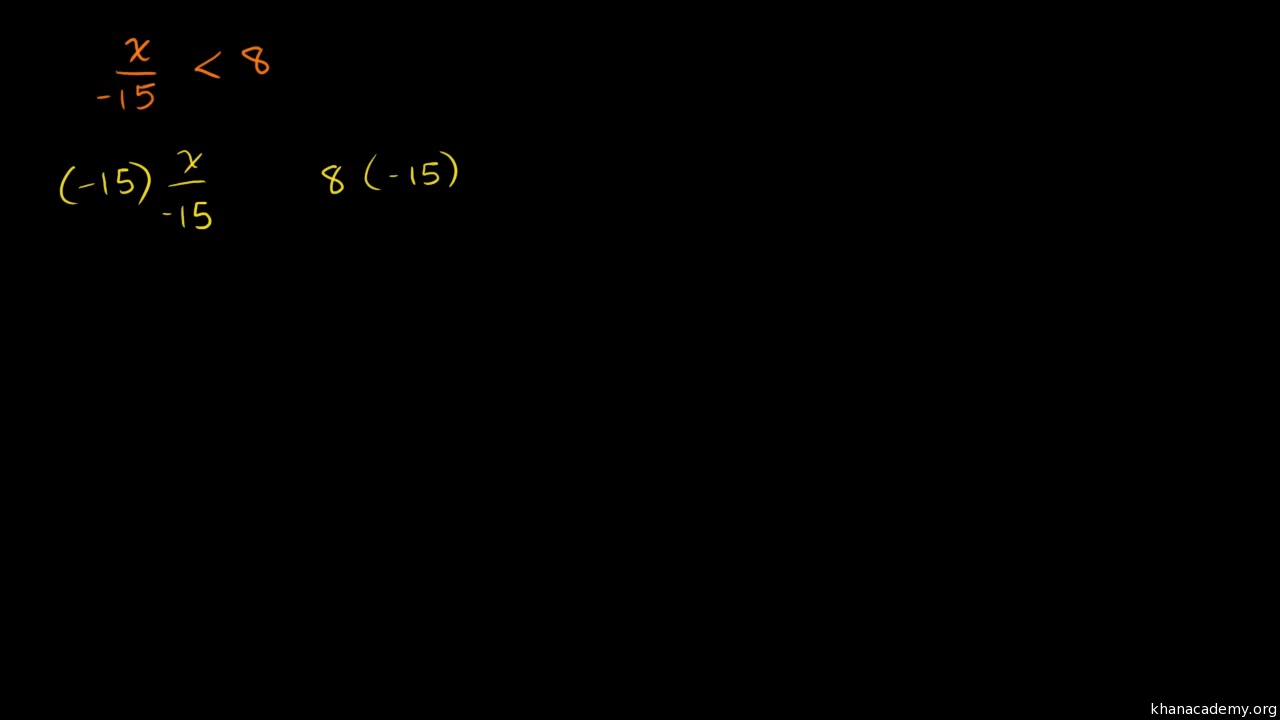 x/-15 < 8
(-15) x/-15 8 (-15)
khanacademy.org